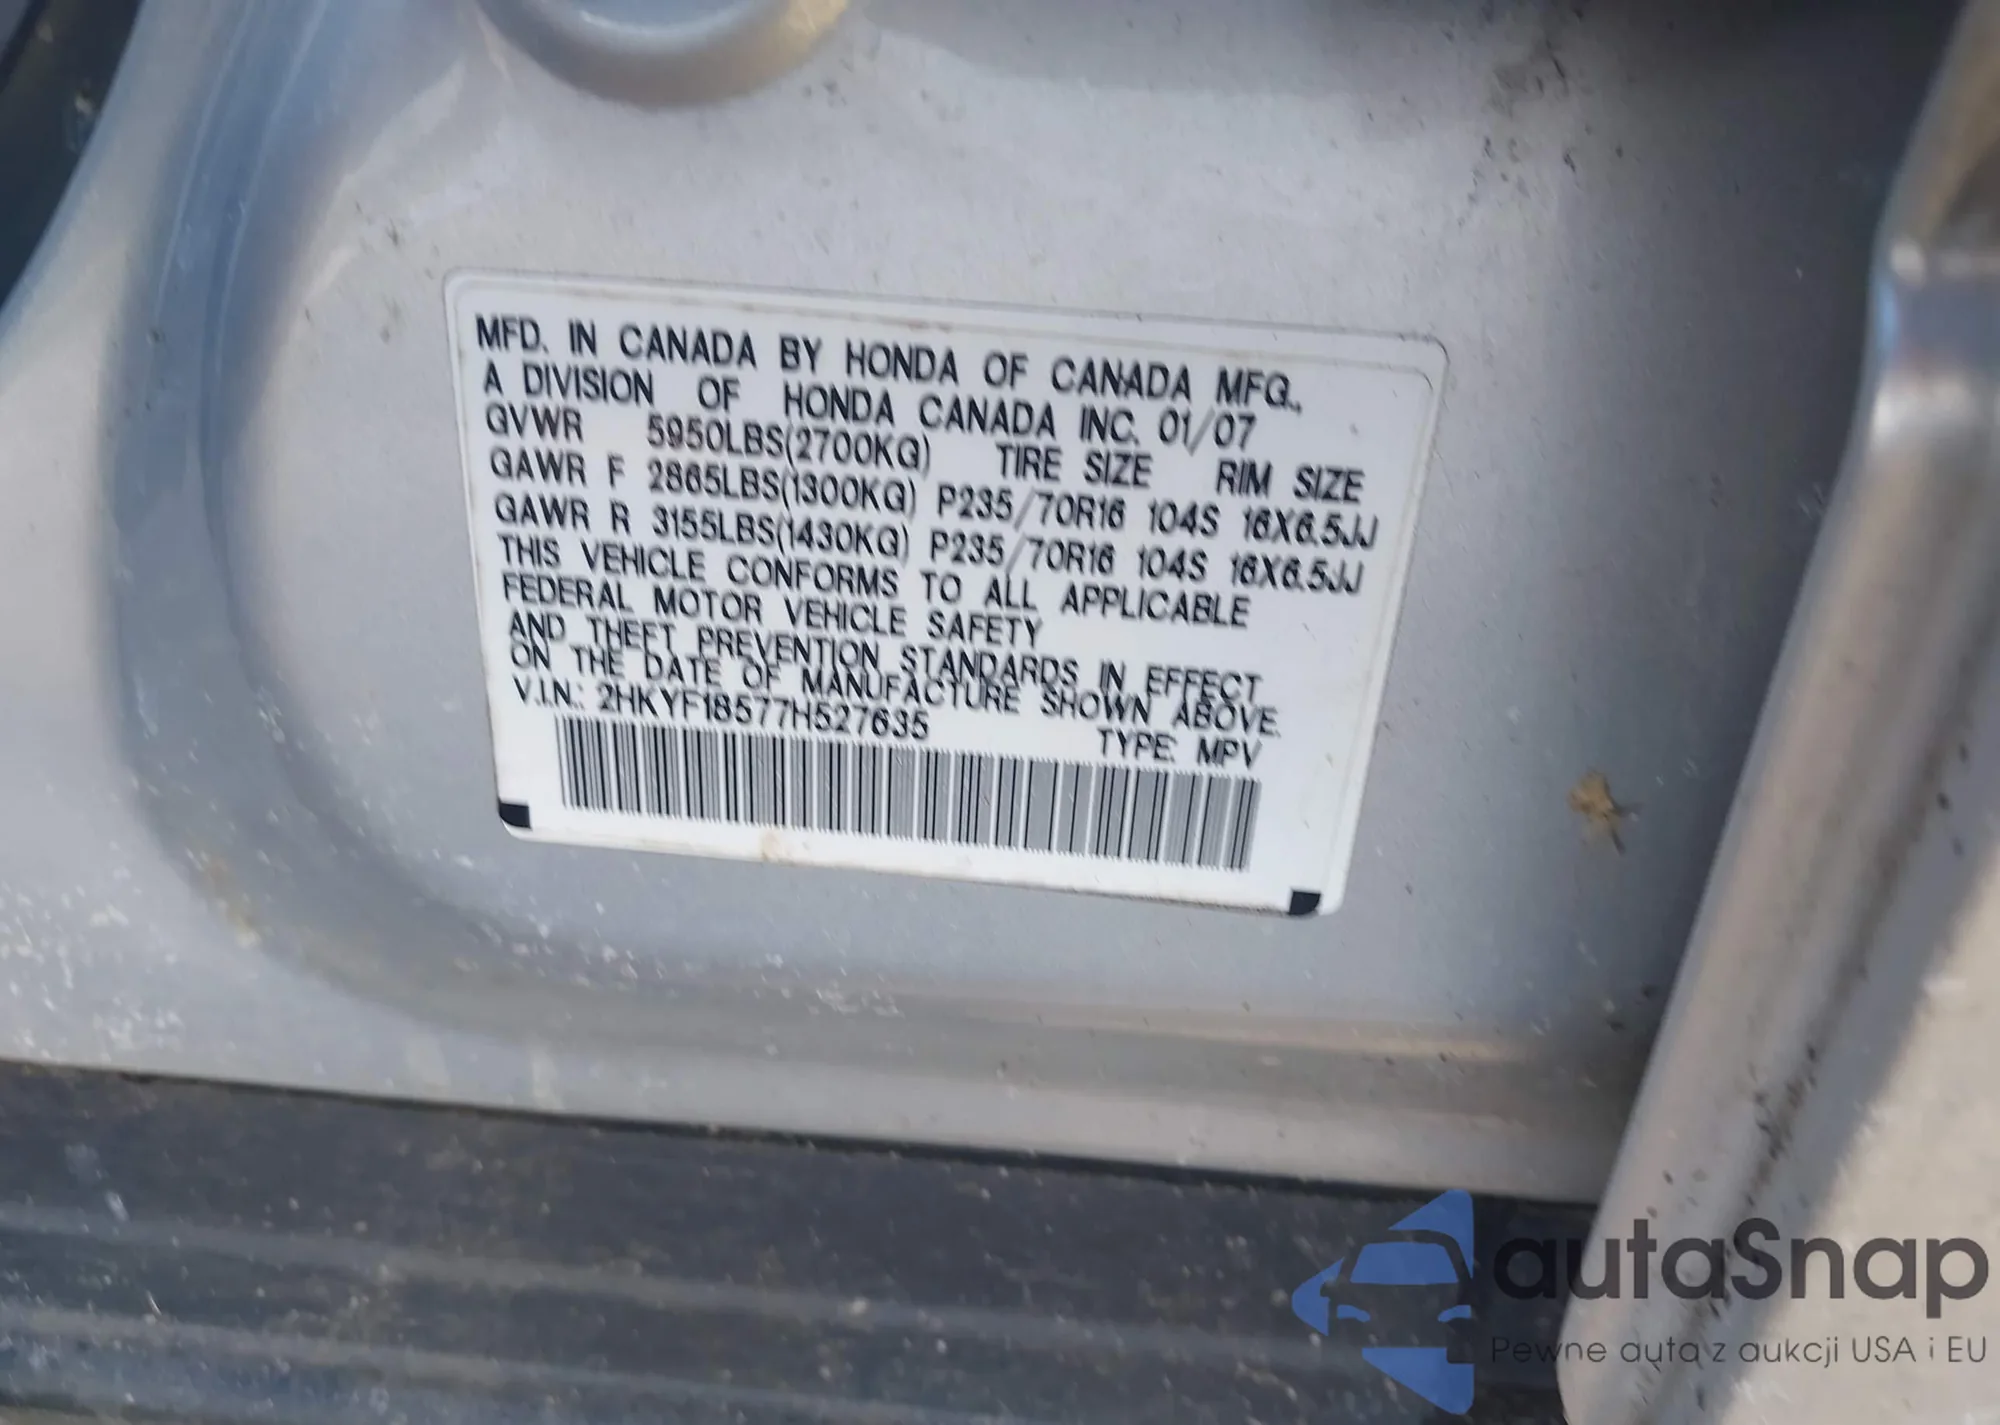 MFD. IN CANADA BY HONDA OF CANADA MFG.,
A DIVISION OF HONDA CANADA INC. 01/07
GVWR 5950LBS(2700KG) TIRE SIZE RIM SIZE
GAWR F 2865LBS(1300KG) P235/70R16 104S 16X6.5JJ
GAWR R 3155LBS(1430KG) P235/70R16 104S 16X6.5JJ
THIS VEHICLE CONFORMS TO ALL APPLICABLE
FEDERAL MOTOR VEHICLE SAFETY
AND THEFT PREVENTION STANDARDS IN EFFECT
ON THE DATE OF MANUFACTURE SHOWN ABOVE.
V.I.N.: 2HKYF18577H527635
TYPE: MPV
autaSnap
Pewne auta z aukcji USA i EU